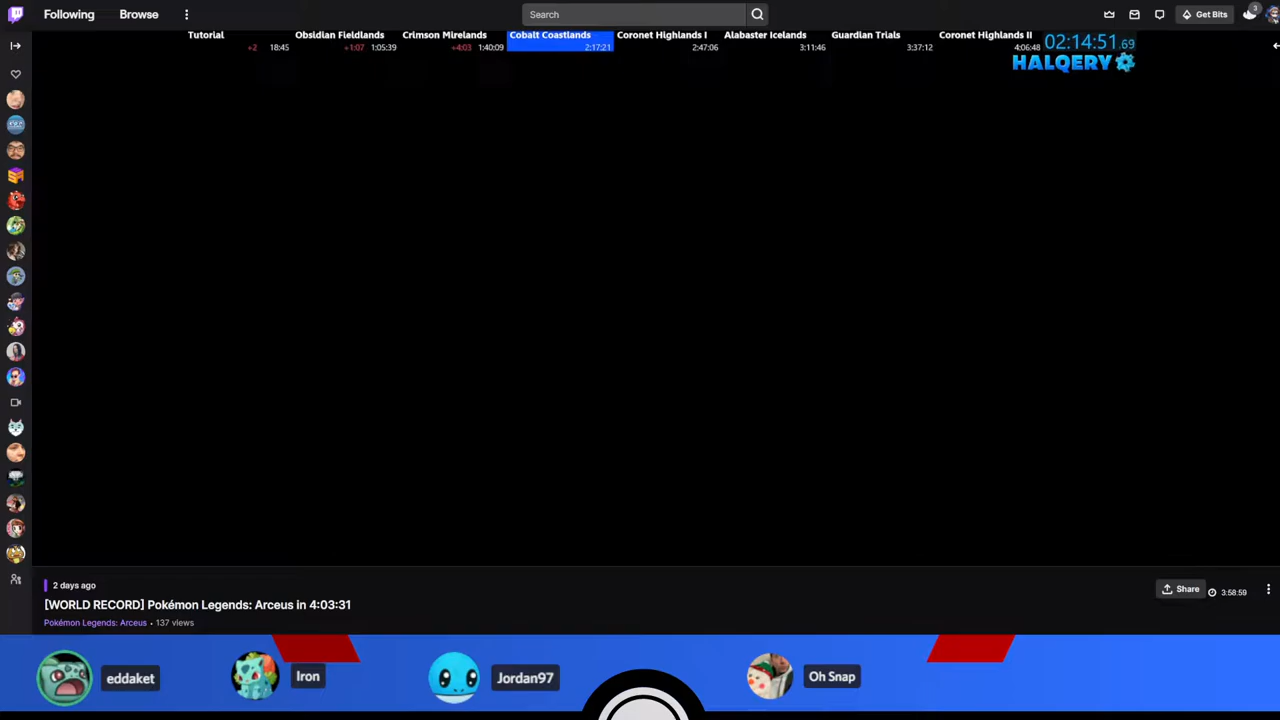 Following Browse Search 3 Get Bits
Tutorial Obsidian Fieldlands Crimson Mirelands Cobalt Coastlands Coronet Highlands I Alabaster Icelands Guardian Trials Coronet Highlands II 02:14:51.69
+2 18:45 +1:07 1:05:39 +4:03 1:40:09 2:17:21 2:47:06 3:11:46 3:37:12 4:06:48
HALQERY
2 days ago
Share 3:58:59
[WORLD RECORD] Pokémon Legends: Arceus in 4:03:31
Pokémon Legends: Arceus • 137 views
eddaket Iron Jordan97 Oh Snap